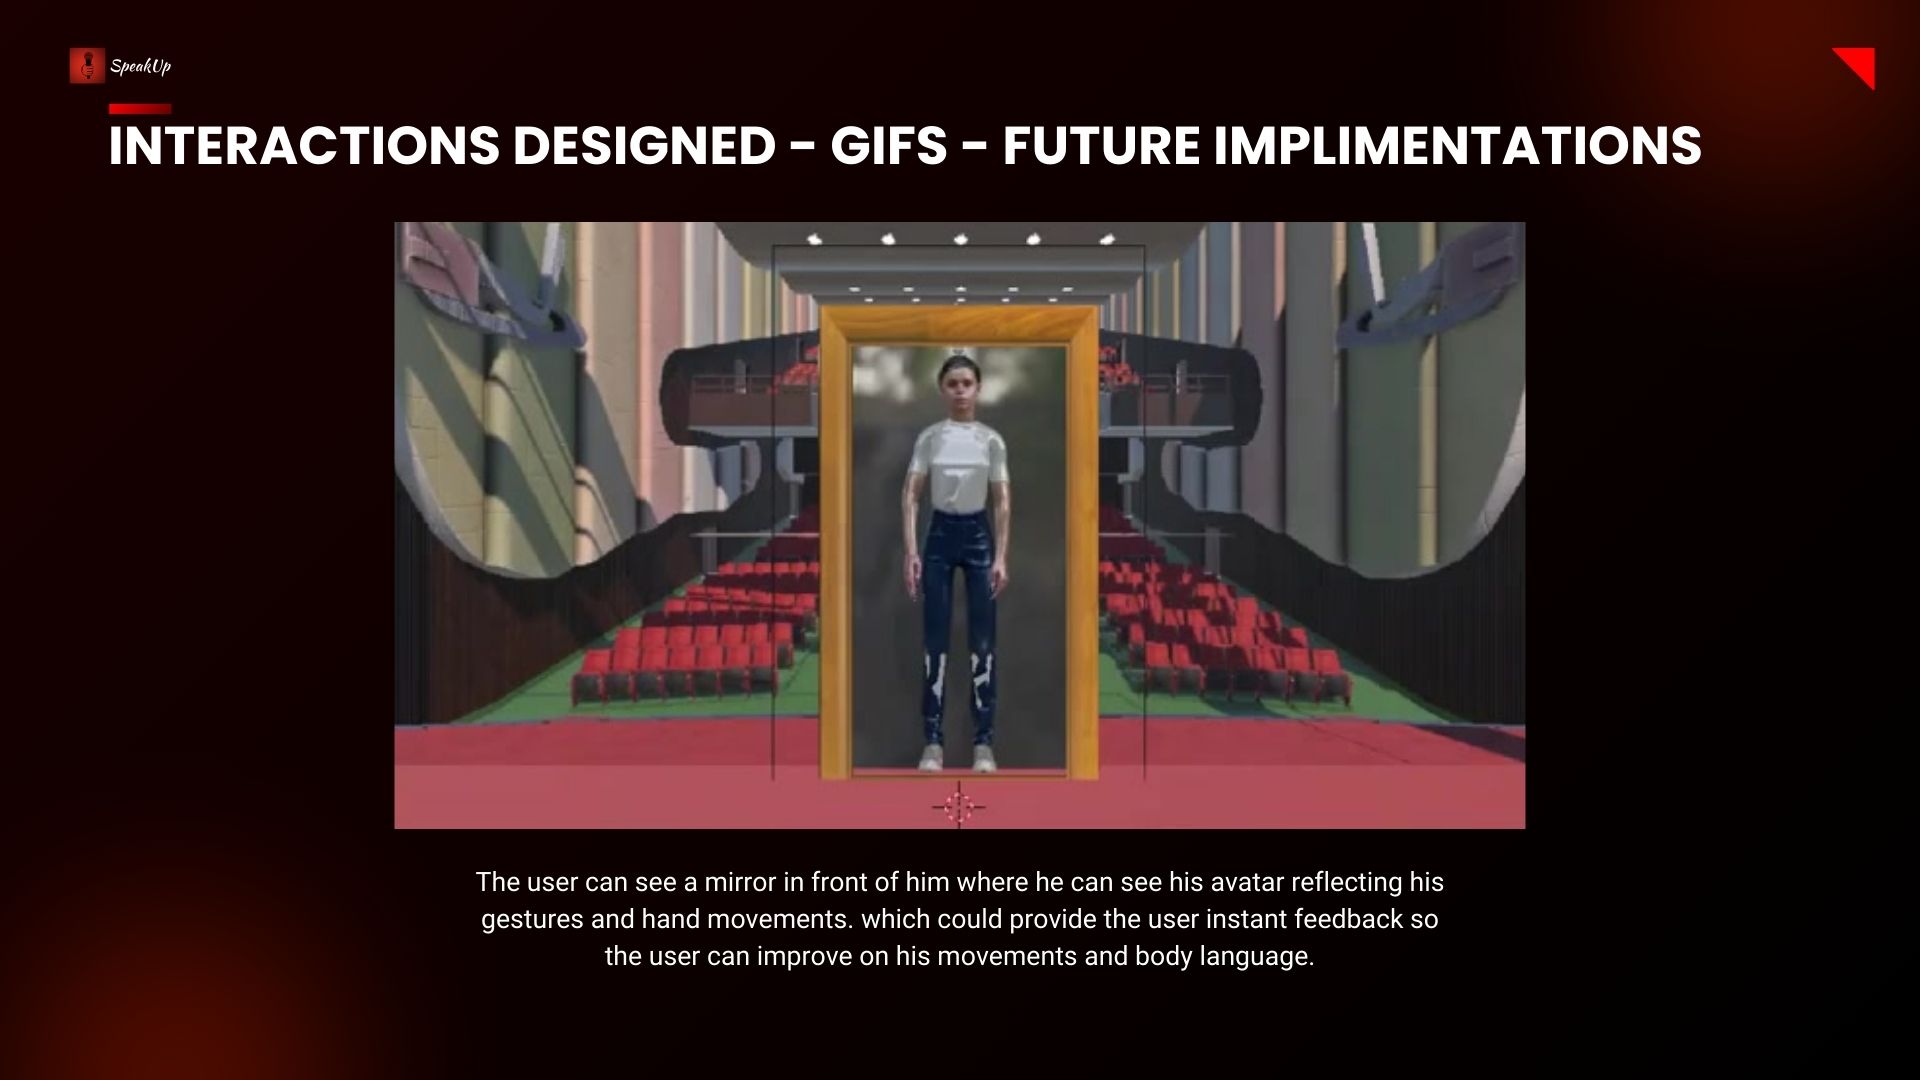 SpeakUp
INTERACTIONS DESIGNED - GIFS - FUTURE IMPLIMENTATIONS
The user can see a mirror in front of him where he can see his avatar reflecting his
gestures and hand movements. which could provide the user instant feedback so
the user can improve on his movements and body language.